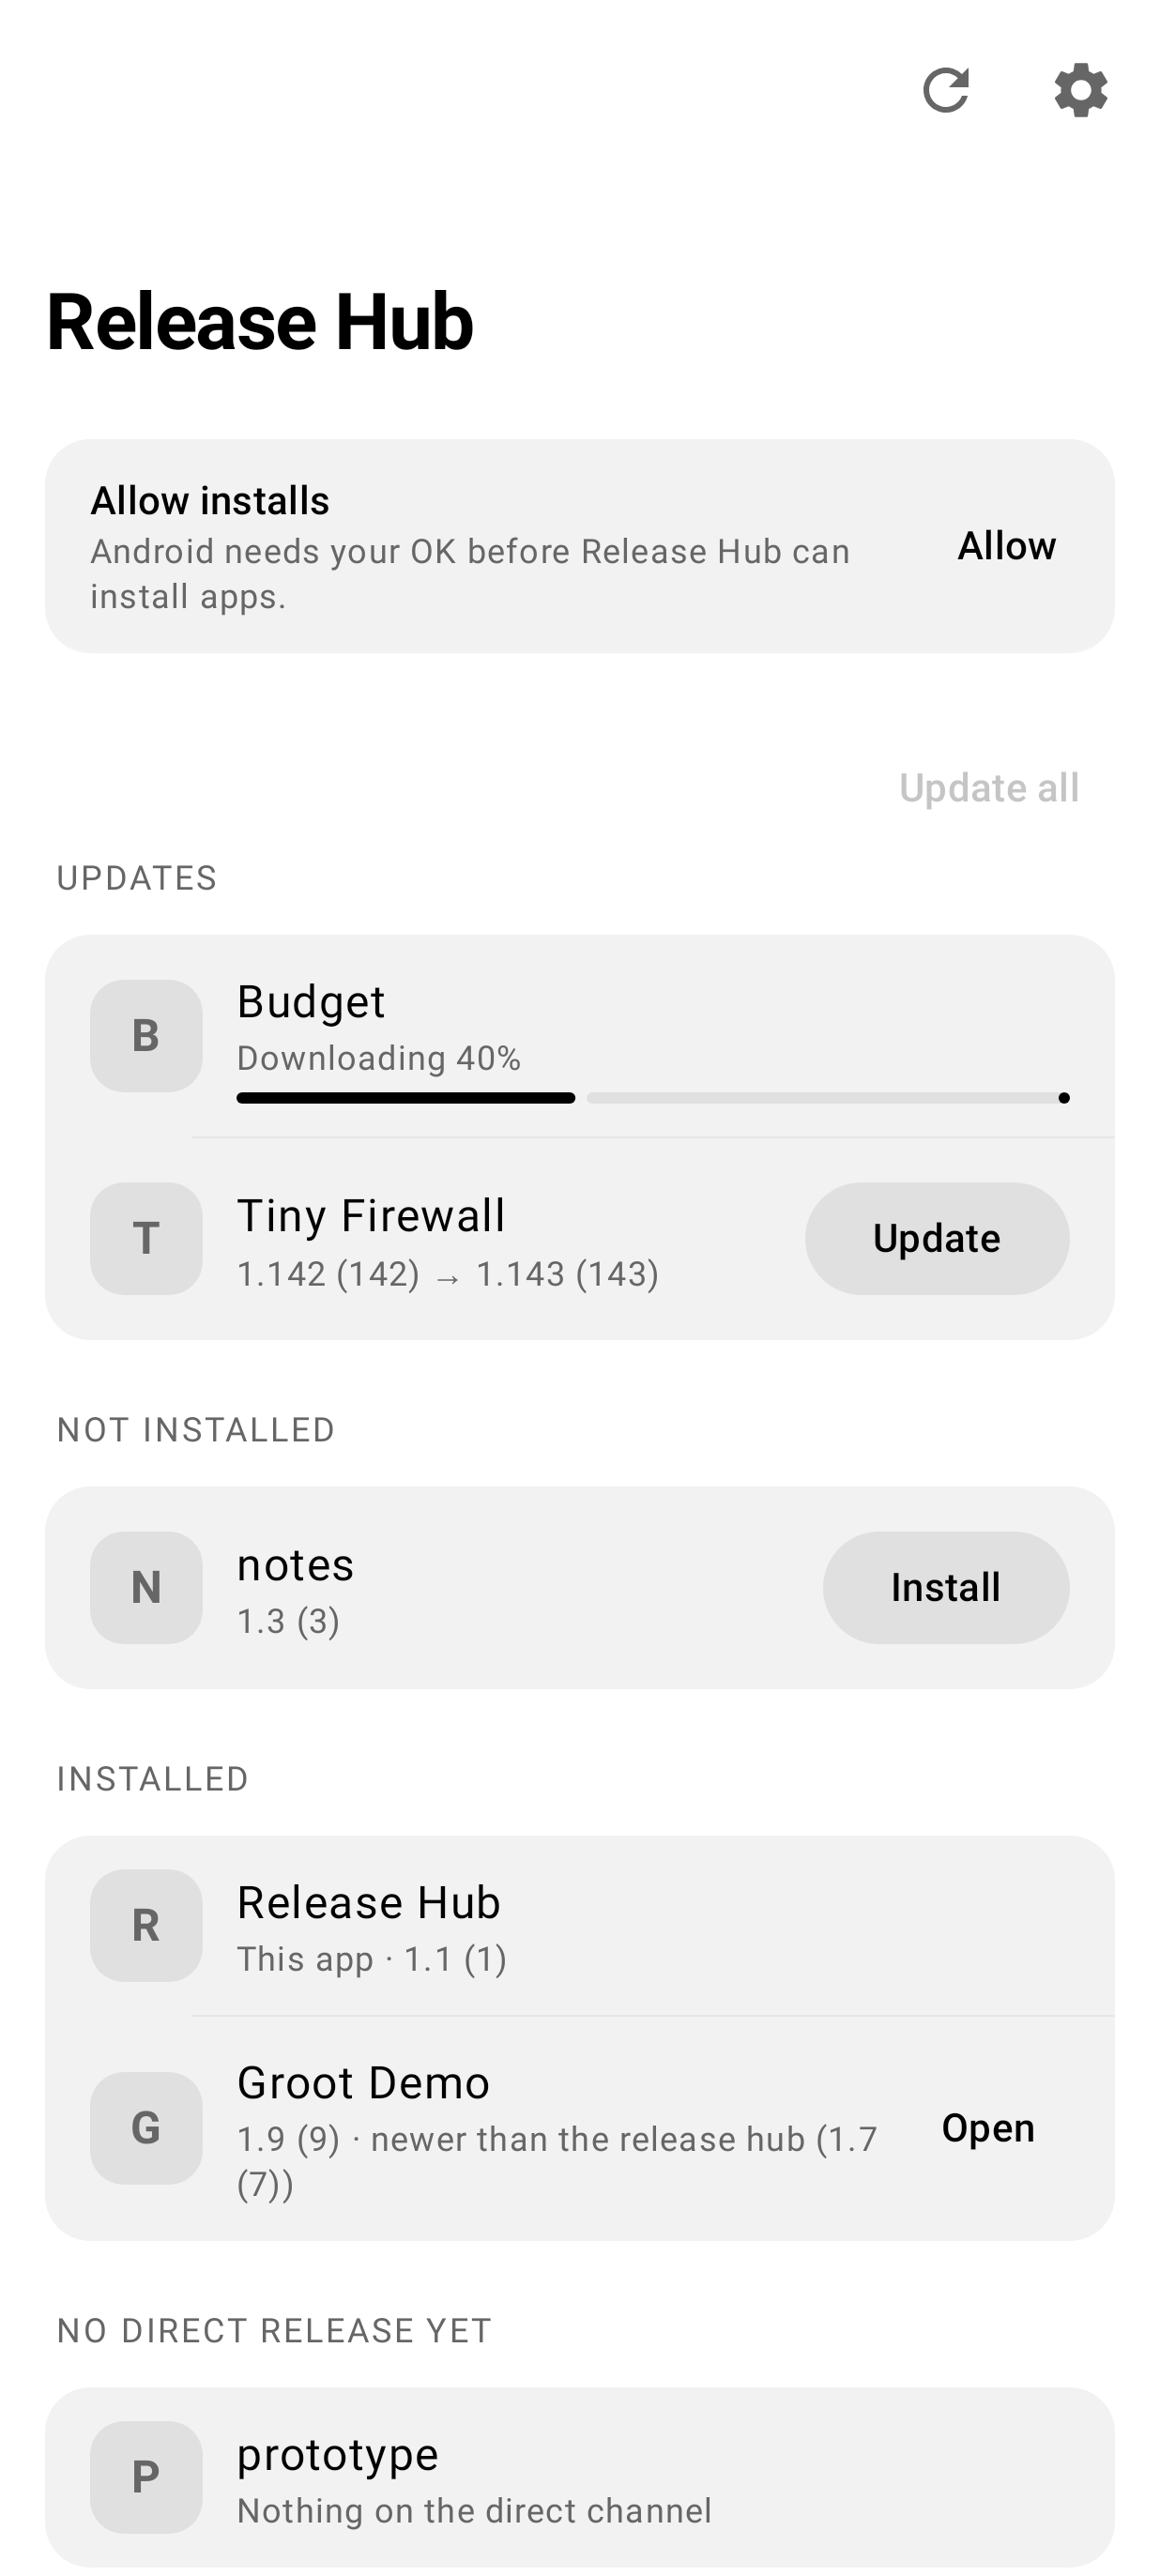 Release Hub
Allow installs
Android needs your OK before Release Hub can
install apps.
Allow
Update all
UPDATES
B
Budget
Downloading 40%
T
Tiny Firewall
1.142 (142) → 1.143 (143)
Update
NOT INSTALLED
N
notes
1.3 (3)
Install
INSTALLED
R
Release Hub
This app · 1.1 (1)
G
Groot Demo
1.9 (9) · newer than the release hub (1.7
(7))
Open
NO DIRECT RELEASE YET
P
prototype
Nothing on the direct channel